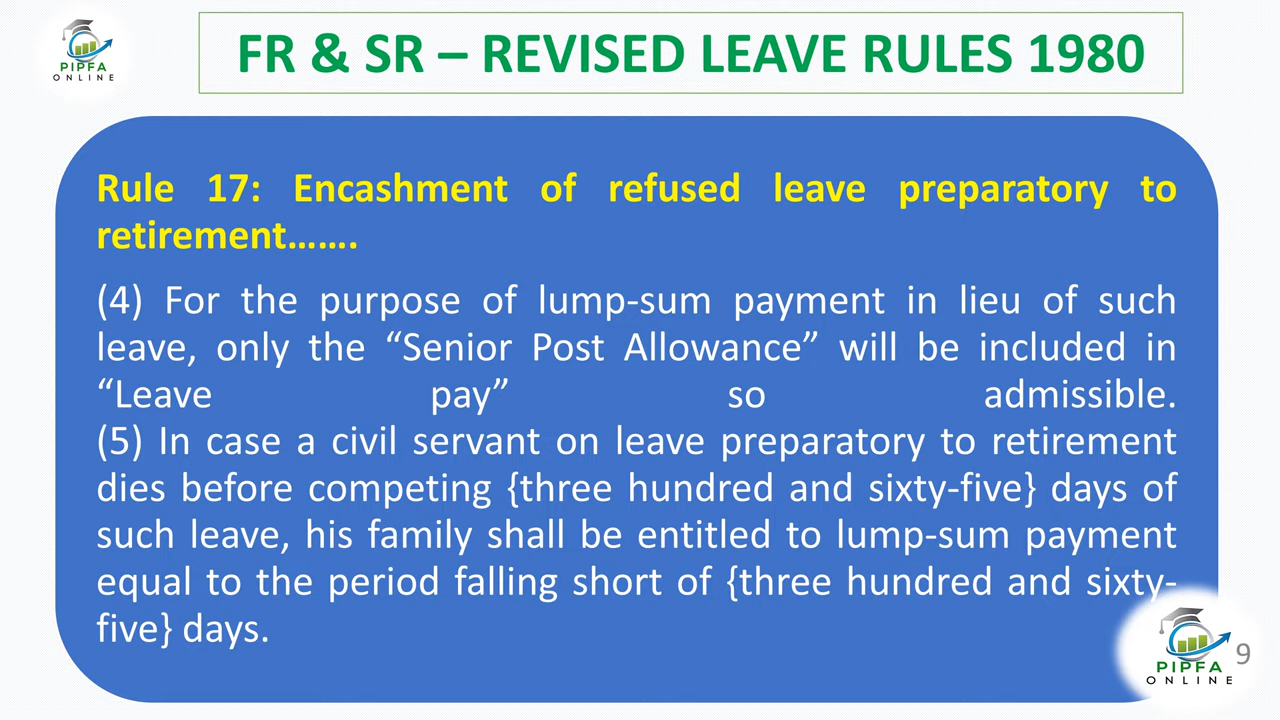 PIPFA
ONLINE
FR & SR – REVISED LEAVE RULES 1980
Rule 17: Encashment of refused leave preparatory to
retirement…….
(4) For the purpose of lump-sum payment in lieu of such
leave, only the “Senior Post Allowance” will be included in
“Leave pay” so admissible.
(5) In case a civil servant on leave preparatory to retirement
dies before competing {three hundred and sixty-five} days of
such leave, his family shall be entitled to lump-sum payment
equal to the period falling short of {three hundred and sixty-
five} days.
PIPFA
ONLINE
9